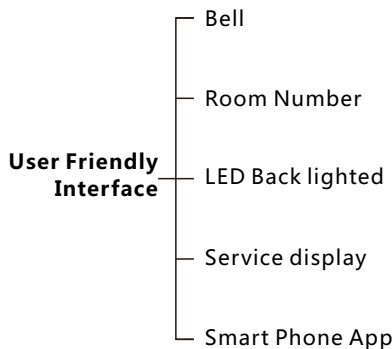 Bell
Room Number
User Friendly
Interface
LED Back lighted
Service display
Smart Phone App